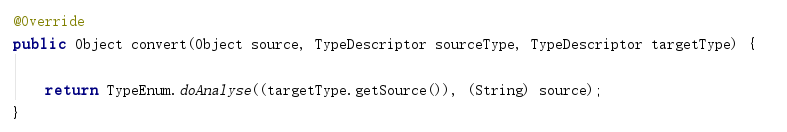 @Override
public Object convert(Object source, TypeDescriptor sourceType, TypeDescriptor targetType) {
return TypeEnum.doAnalyse((targetType.getSource()), (String) source);
}